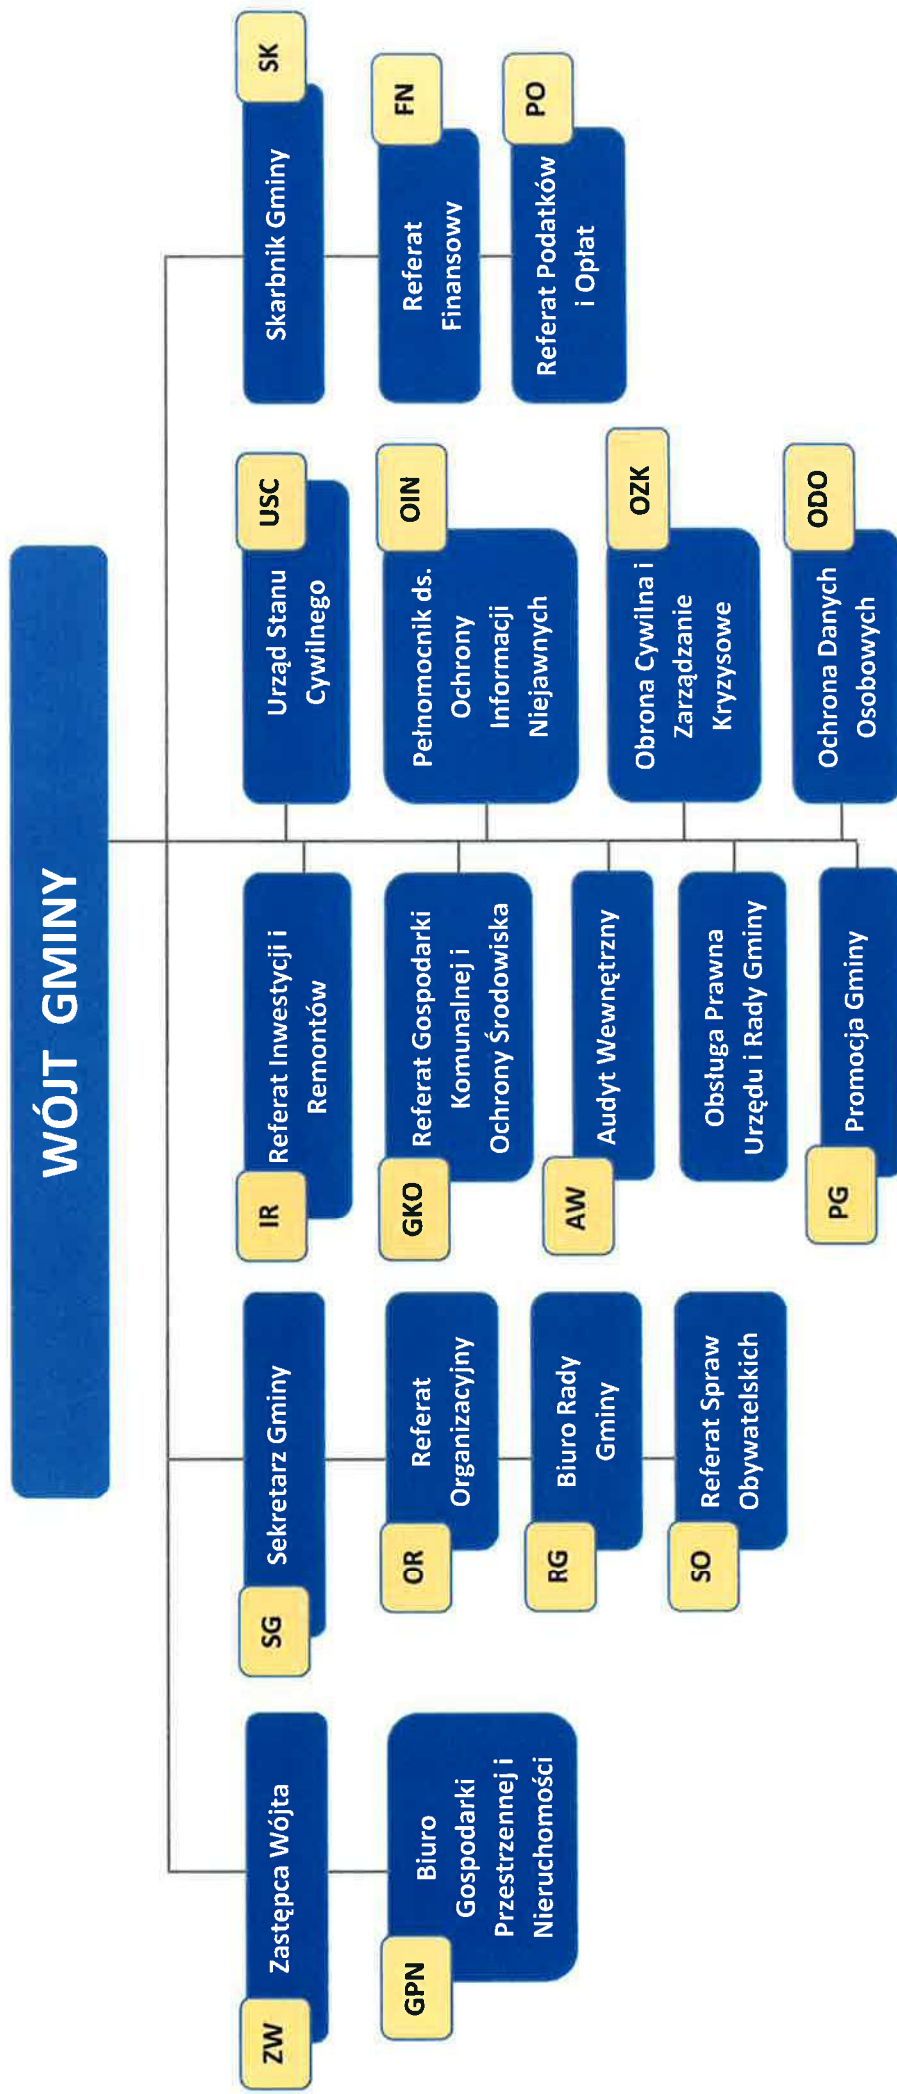 WÓJT GMINY
ZW
Zastępca Wójta
GPN
Biuro
Gospodarki
Przestrzennej i
Nieruchomości
SG
Sekretarz Gminy
OR
Referat
Organizacyjny
RG
Biuro Rady
Gminy
SO
Referat Spraw
Obywatelskich
IR
Referat Inwestycji i
Remontów
GKO
Referat Gospodarki
Komunalnej i
Ochrony Środowiska
AW
Audyt Wewnętrzny
Obsługa Prawna
Urzędu i Rady Gminy
PG
Promocja Gminy
USC
Urząd Stanu
Cywilnego
OIN
Pełnomocnik ds.
Ochrony
Informacji
Niejawnych
OZK
Obrona Cywilna i
Zarządzanie
Kryzysowe
ODO
Ochrona Danych
Osobowych
SK
Skarbnik Gminy
FN
Referat
Finansowy
PO
Referat Podatków
i Opłat